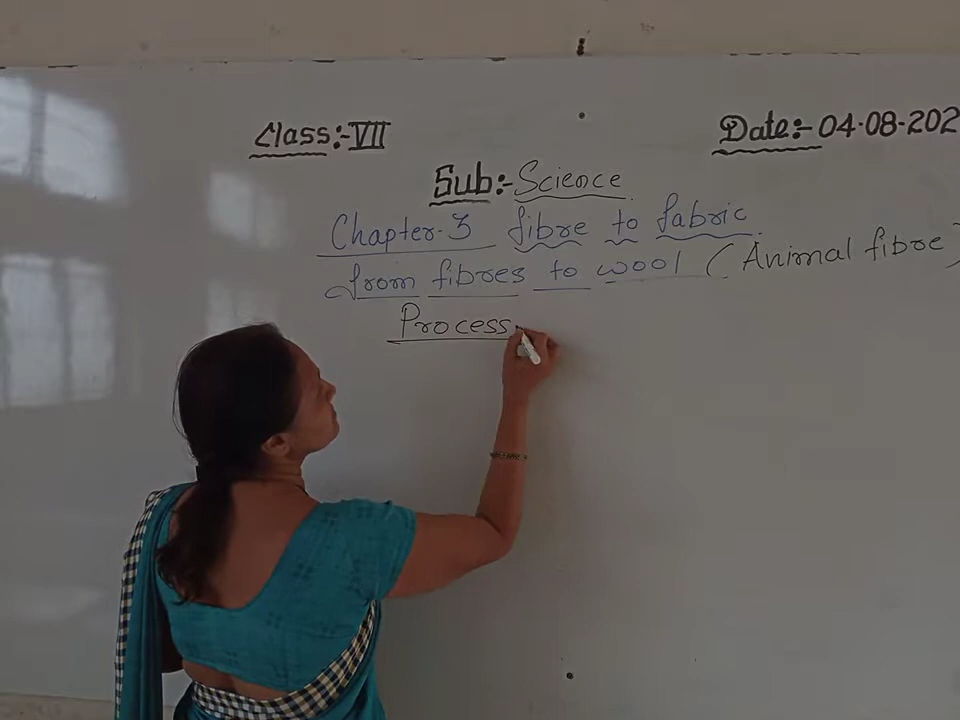 Class:- VII
Date:- 04-08-202
Sub:- Science
Chapter-3 fibre to fabric
from fibres to wool (Animal fibre)
Process